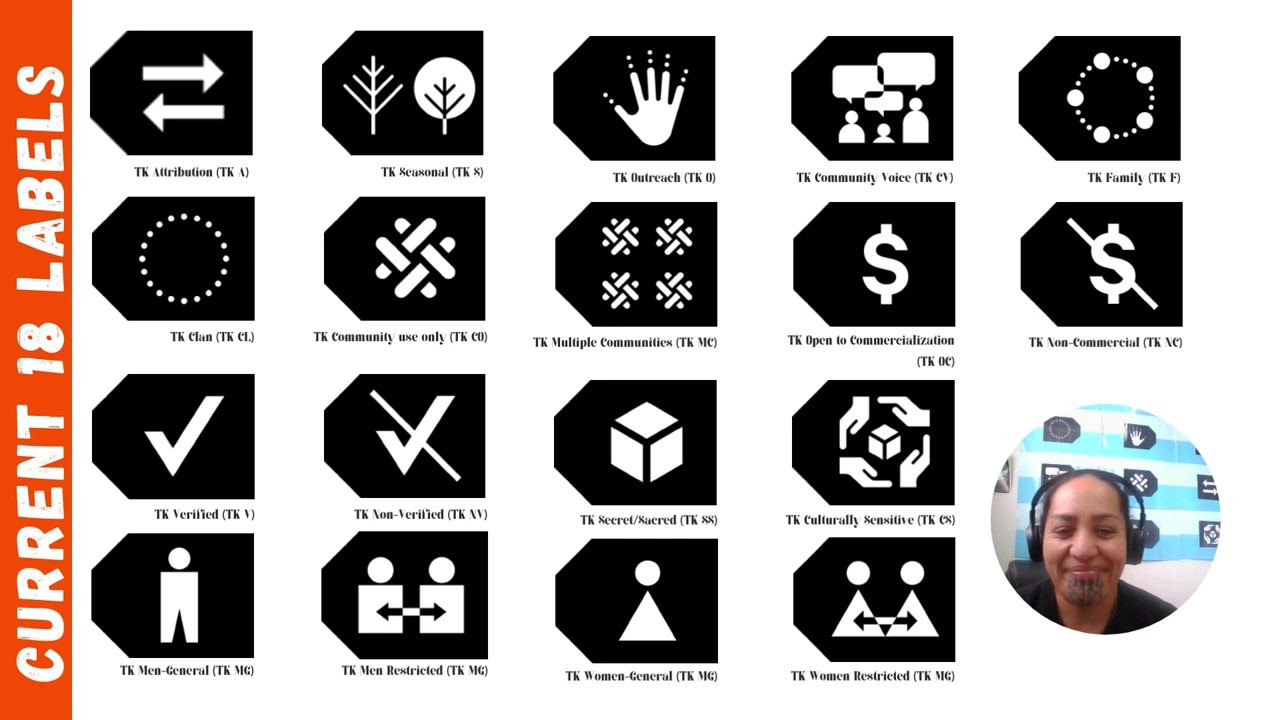 CURRENT 18 LABELS
TK Attribution (TK A)
TK Seasonal (TK S)
TK Outreach (TK O)
TK Community Voice (TK CV)
TK Family (TK F)
TK Clan (TK CL)
TK Community use only (TK CO)
TK Multiple Communities (TK MC)
TK Open to Commercialization
(TK OC)
TK Non-Commercial (TK NC)
TK Verified (TK V)
TK Non-Verified (TK NV)
TK Secret/Sacred (TK SS)
TK Culturally Sensitive (TK CS)
TK Men-General (TK MG)
TK Men Restricted (TK MG)
TK Women-General (TK MG)
TK Women Restricted (TK MG)